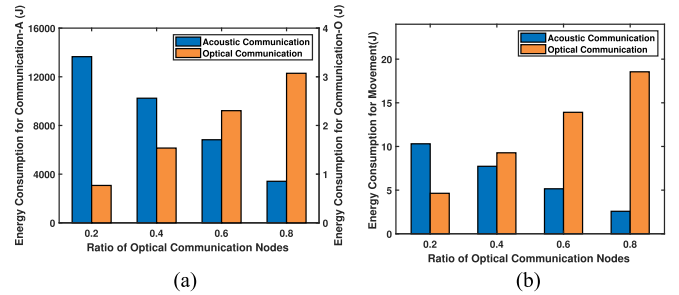 Energy Consumption for Communication-A (J)
16000
12000
8000
4000
0
Acoustic Communication
Optical Communication
4
3
2
1
0
Energy Consumption for Communication-O (J)
0.2 0.4 0.6 0.8
Ratio of Optical Communication Nodes
(a)
Energy Consumption for Movement(J)
20
15
10
5
0
Acoustic Communication
Optical Communication
0.2 0.4 0.6 0.8
Ratio of Optical Communication Nodes
(b)